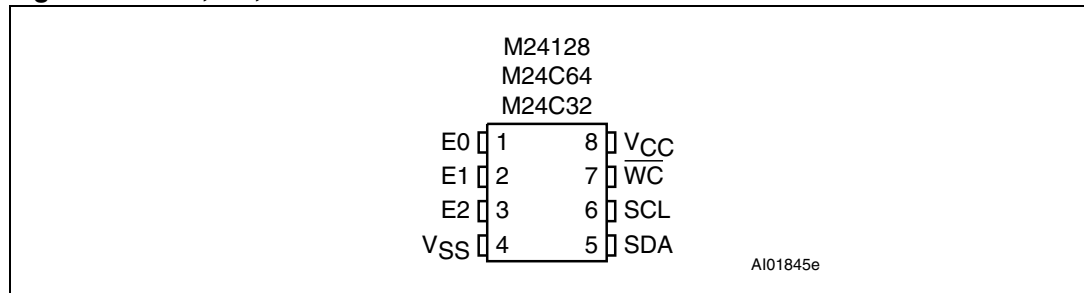 M24128
M24C64
M24C32
E0 1 8 VCC
E1 2 7 W̅C̅
E2 3 6 SCL
VSS 4 5 SDA
AI01845e